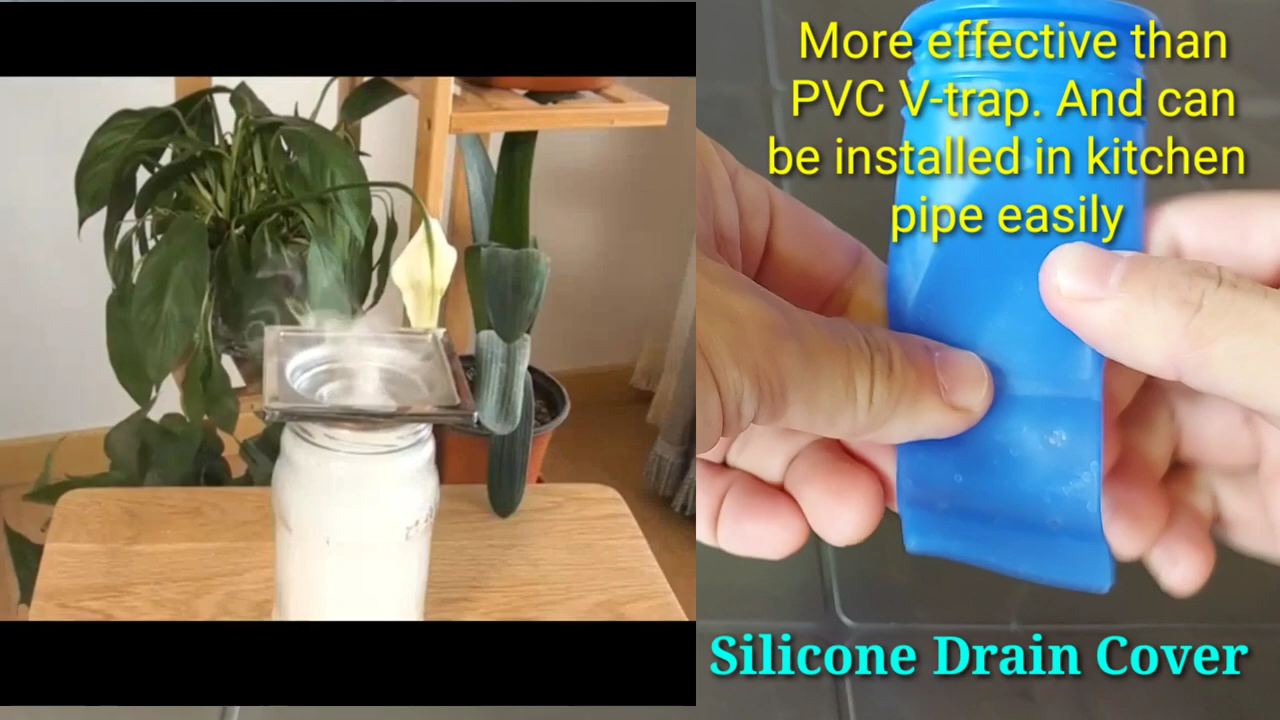 More effective than
PVC V-trap. And can
be installed in kitchen
pipe easily
Silicone Drain Cover